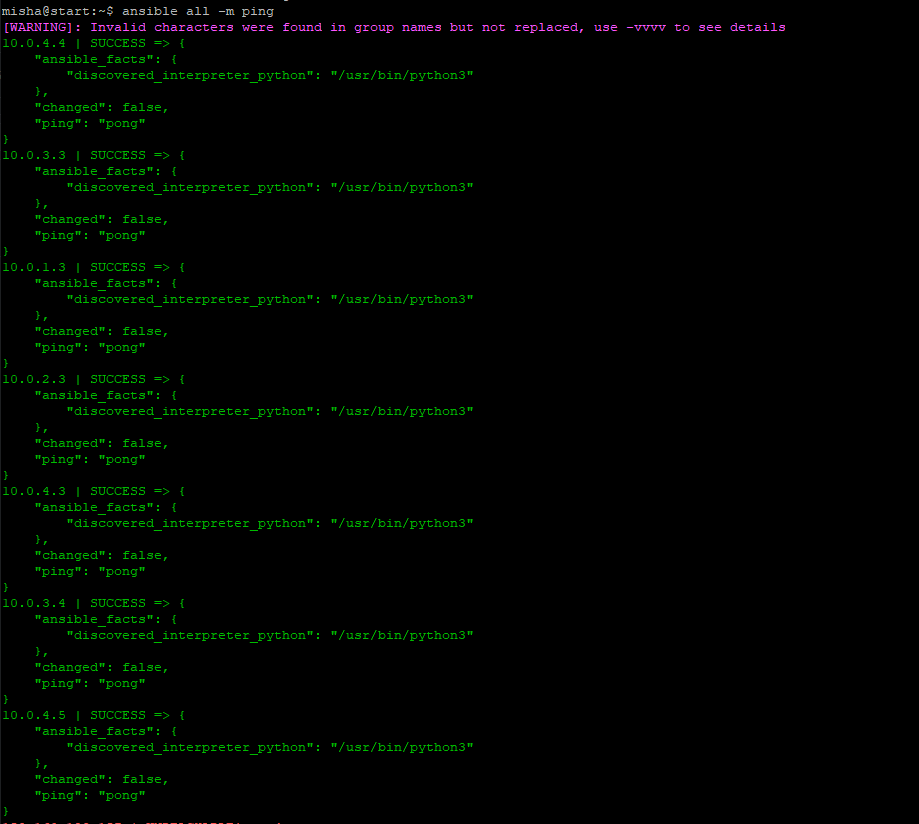 misha@start:~$ ansible all -m ping
[WARNING]: Invalid characters were found in group names but not replaced, use -vvvv to see details
10.0.4.4 | SUCCESS => {
    "ansible_facts": {
        "discovered_interpreter_python": "/usr/bin/python3"
    },
    "changed": false,
    "ping": "pong"
}
10.0.3.3 | SUCCESS => {
    "ansible_facts": {
        "discovered_interpreter_python": "/usr/bin/python3"
    },
    "changed": false,
    "ping": "pong"
}
10.0.1.3 | SUCCESS => {
    "ansible_facts": {
        "discovered_interpreter_python": "/usr/bin/python3"
    },
    "changed": false,
    "ping": "pong"
}
10.0.2.3 | SUCCESS => {
    "ansible_facts": {
        "discovered_interpreter_python": "/usr/bin/python3"
    },
    "changed": false,
    "ping": "pong"
}
10.0.4.3 | SUCCESS => {
    "ansible_facts": {
        "discovered_interpreter_python": "/usr/bin/python3"
    },
    "changed": false,
    "ping": "pong"
}
10.0.3.4 | SUCCESS => {
    "ansible_facts": {
        "discovered_interpreter_python": "/usr/bin/python3"
    },
    "changed": false,
    "ping": "pong"
}
10.0.4.5 | SUCCESS => {
    "ansible_facts": {
        "discovered_interpreter_python": "/usr/bin/python3"
    },
    "changed": false,
    "ping": "pong"
}